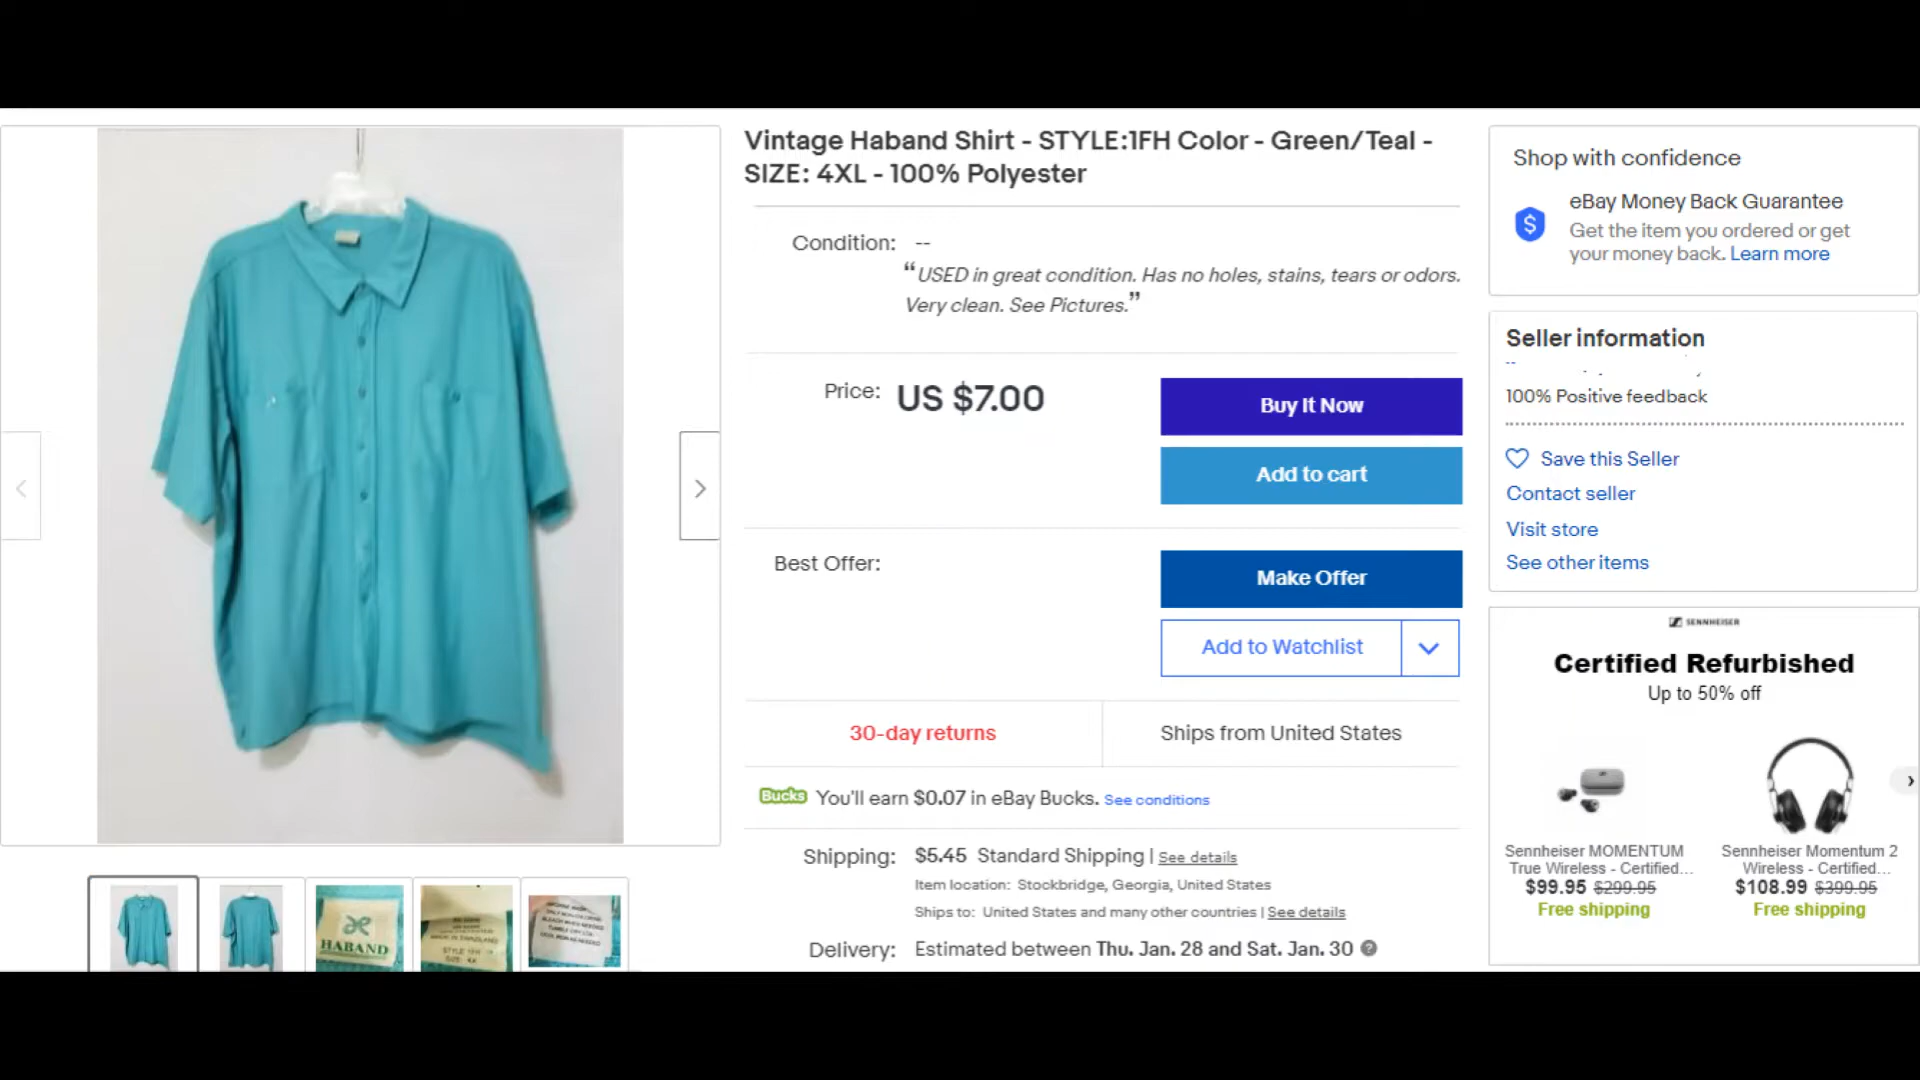 Vintage Haband Shirt - STYLE:1FH Color - Green/Teal -
SIZE: 4XL - 100% Polyester
Condition: --
“USED in great condition. Has no holes, stains, tears or odors.
Very clean. See Pictures.”
Price: US $7.00
Buy It Now
Add to cart
Best Offer:
Make Offer
Add to Watchlist
30-day returns
Ships from United States
Bucks You'll earn $0.07 in eBay Bucks. See conditions
Shipping: $5.45 Standard Shipping | See details
Item location: Stockbridge, Georgia, United States
Ships to: United States and many other countries | See details
Delivery: Estimated between Thu. Jan. 28 and Sat. Jan. 30
HABAND
Shop with confidence
eBay Money Back Guarantee
Get the item you ordered or get
your money back. Learn more
Seller information
100% Positive feedback
Save this Seller
Contact seller
Visit store
See other items
SENNHEISER
Certified Refurbished
Up to 50% off
Sennheiser MOMENTUM
True Wireless - Certified...
$99.95 $299.95
Free shipping
Sennheiser Momentum 2
Wireless - Certified...
$108.99 $399.95
Free shipping